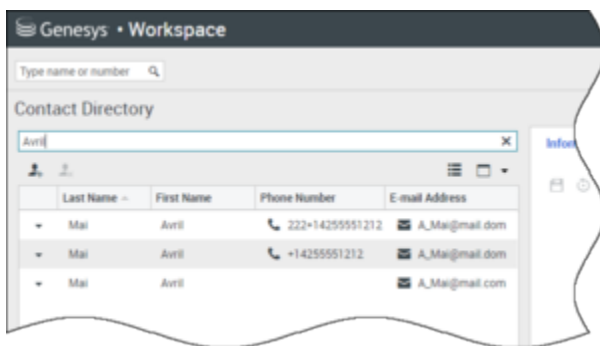 Genesys • Workspace
Type name or number
Contact Directory
Avril
Last Name First Name Phone Number E-mail Address
Mai Avril 222+14255551212 A_Mai@mail.dom
Mai Avril +14255551212 A_Mai@mail.dom
Mai Avril A_Mai@mail.com